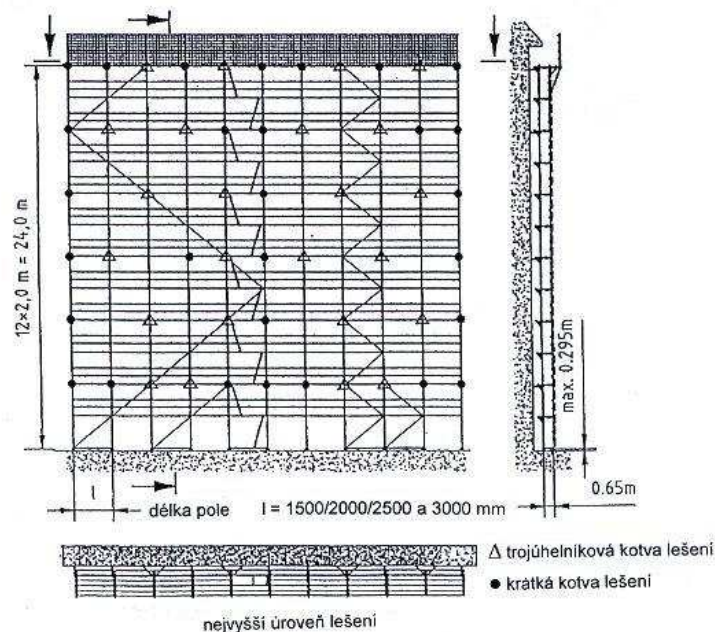 12×2,0 m = 24,0 m
max. 0.295m
0.65m
l
délka pole
l = 1500/2000/2500 a 3000 mm
Δ trojúhelníková kotva lešení
● krátká kotva lešení
nejvyšší úroveň lešení